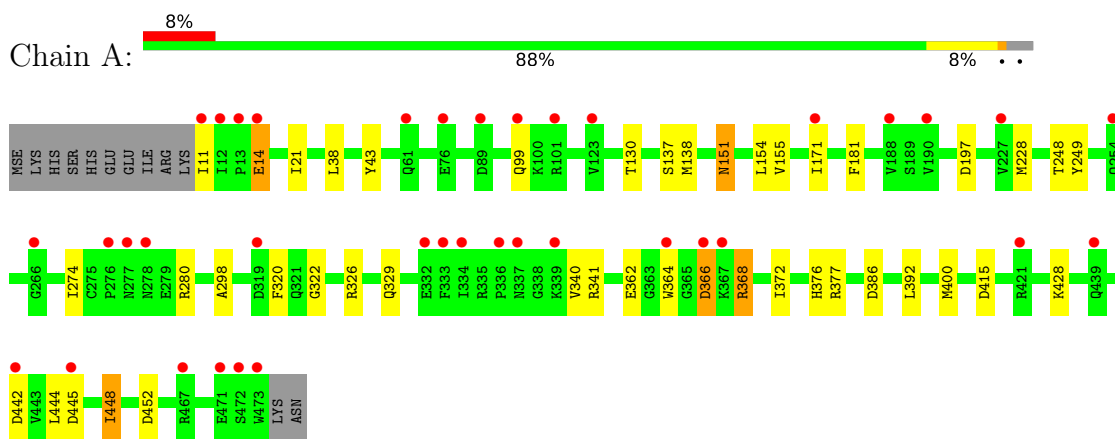 8%
Chain A:
88% 8% • •
MSE LYS HIS SER HIS GLU GLU ILE ARG LYS I11 I12 P13 E14 I21 L38 Y43 Q61 E76 D89 Q99 K100 R101 V123 T130 S137 M138 N151 L154 V155 I171 F181 V188 S189 V190 D197 V227 M228 T248 Y249
G266 I274 C275 P276 N277 N278 E279 R280 A298 D319 F320 Q321 G322 R326 Q329 E332 F333 I334 R335 P336 N337 G338 K339 V340 R341 E362 G363 W364 G365 D366 K367 R368 I372 H376 R377 D386 L392 M400 D415 R421 K428 Q439
D442 V443 L444 D445 I448 D452 R467 E471 S472 W473 LYS ASN